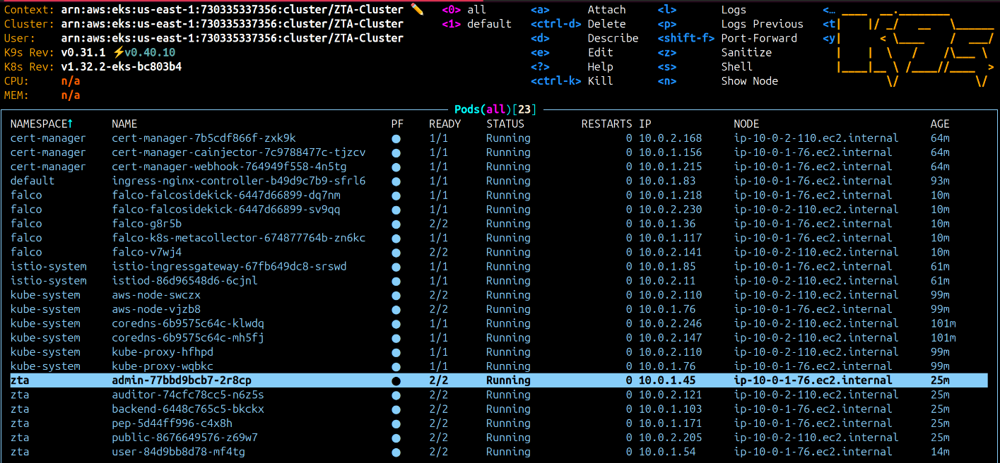 Context: arn:aws:eks:us-east-1:730335337356:cluster/ZTA-Cluster ✏️ <0> all <a> Attach <l> Logs <…
Cluster: arn:aws:eks:us-east-1:730335337356:cluster/ZTA-Cluster <1> default <ctrl-d> Delete <p> Logs Previous <t
User: arn:aws:eks:us-east-1:730335337356:cluster/ZTA-Cluster <d> Describe <shift-f> Port-Forward <y
K9s Rev: v0.31.1 ⚡v0.40.10 <e> Edit <z> Sanitize
K8s Rev: v1.32.2-eks-bc803b4 <?> Help <s> Shell
CPU: n/a <ctrl-k> Kill <n> Show Node
MEM: n/a
Pods(all)[23]
NAMESPACE↑ NAME PF READY STATUS RESTARTS IP NODE AGE
cert-manager cert-manager-7b5cdf866f-zxk9k ● 1/1 Running 0 10.0.2.168 ip-10-0-2-110.ec2.internal 64m
cert-manager cert-manager-cainjector-7c9788477c-tjzcv ● 1/1 Running 0 10.0.1.156 ip-10-0-1-76.ec2.internal 64m
cert-manager cert-manager-webhook-764949f558-4n5tg ● 1/1 Running 0 10.0.1.215 ip-10-0-1-76.ec2.internal 64m
default ingress-nginx-controller-b49d9c7b9-sfrl6 ● 1/1 Running 0 10.0.1.83 ip-10-0-1-76.ec2.internal 93m
falco falco-falcosidekick-6447d66899-dq7nm ● 1/1 Running 0 10.0.1.218 ip-10-0-1-76.ec2.internal 10m
falco falco-falcosidekick-6447d66899-sv9qq ● 1/1 Running 0 10.0.2.230 ip-10-0-2-110.ec2.internal 10m
falco falco-g8r5b ● 2/2 Running 0 10.0.1.36 ip-10-0-1-76.ec2.internal 10m
falco falco-k8s-metacollector-674877764b-zn6kc ● 1/1 Running 0 10.0.1.117 ip-10-0-1-76.ec2.internal 10m
falco falco-v7wj4 ● 2/2 Running 0 10.0.2.141 ip-10-0-2-110.ec2.internal 10m
istio-system istio-ingressgateway-67fb649dc8-srswd ● 1/1 Running 0 10.0.1.85 ip-10-0-1-76.ec2.internal 61m
istio-system istiod-86d96548d6-6cjnl ● 1/1 Running 0 10.0.2.11 ip-10-0-2-110.ec2.internal 61m
kube-system aws-node-swczx ● 2/2 Running 0 10.0.2.110 ip-10-0-2-110.ec2.internal 99m
kube-system aws-node-vjzb8 ● 2/2 Running 0 10.0.1.76 ip-10-0-1-76.ec2.internal 99m
kube-system coredns-6b9575c64c-klwdq ● 1/1 Running 0 10.0.2.246 ip-10-0-2-110.ec2.internal 101m
kube-system coredns-6b9575c64c-mh5fj ● 1/1 Running 0 10.0.2.147 ip-10-0-2-110.ec2.internal 101m
kube-system kube-proxy-hfhpd ● 1/1 Running 0 10.0.2.110 ip-10-0-2-110.ec2.internal 99m
kube-system kube-proxy-wqbkc ● 1/1 Running 0 10.0.1.76 ip-10-0-1-76.ec2.internal 99m
zta admin-77bbd9bcb7-2r8cp ● 2/2 Running 0 10.0.1.45 ip-10-0-1-76.ec2.internal 25m
zta auditor-74cfc78cc5-n6z5s ● 2/2 Running 0 10.0.2.121 ip-10-0-2-110.ec2.internal 25m
zta backend-6448c765c5-bkckx ● 2/2 Running 0 10.0.1.103 ip-10-0-1-76.ec2.internal 25m
zta pep-5d44ff996-c4x8h ● 2/2 Running 0 10.0.1.171 ip-10-0-1-76.ec2.internal 25m
zta public-8676649576-z69w7 ● 2/2 Running 0 10.0.2.205 ip-10-0-2-110.ec2.internal 25m
zta user-84d9bb8d78-mf4tg ● 2/2 Running 0 10.0.1.54 ip-10-0-1-76.ec2.internal 14m